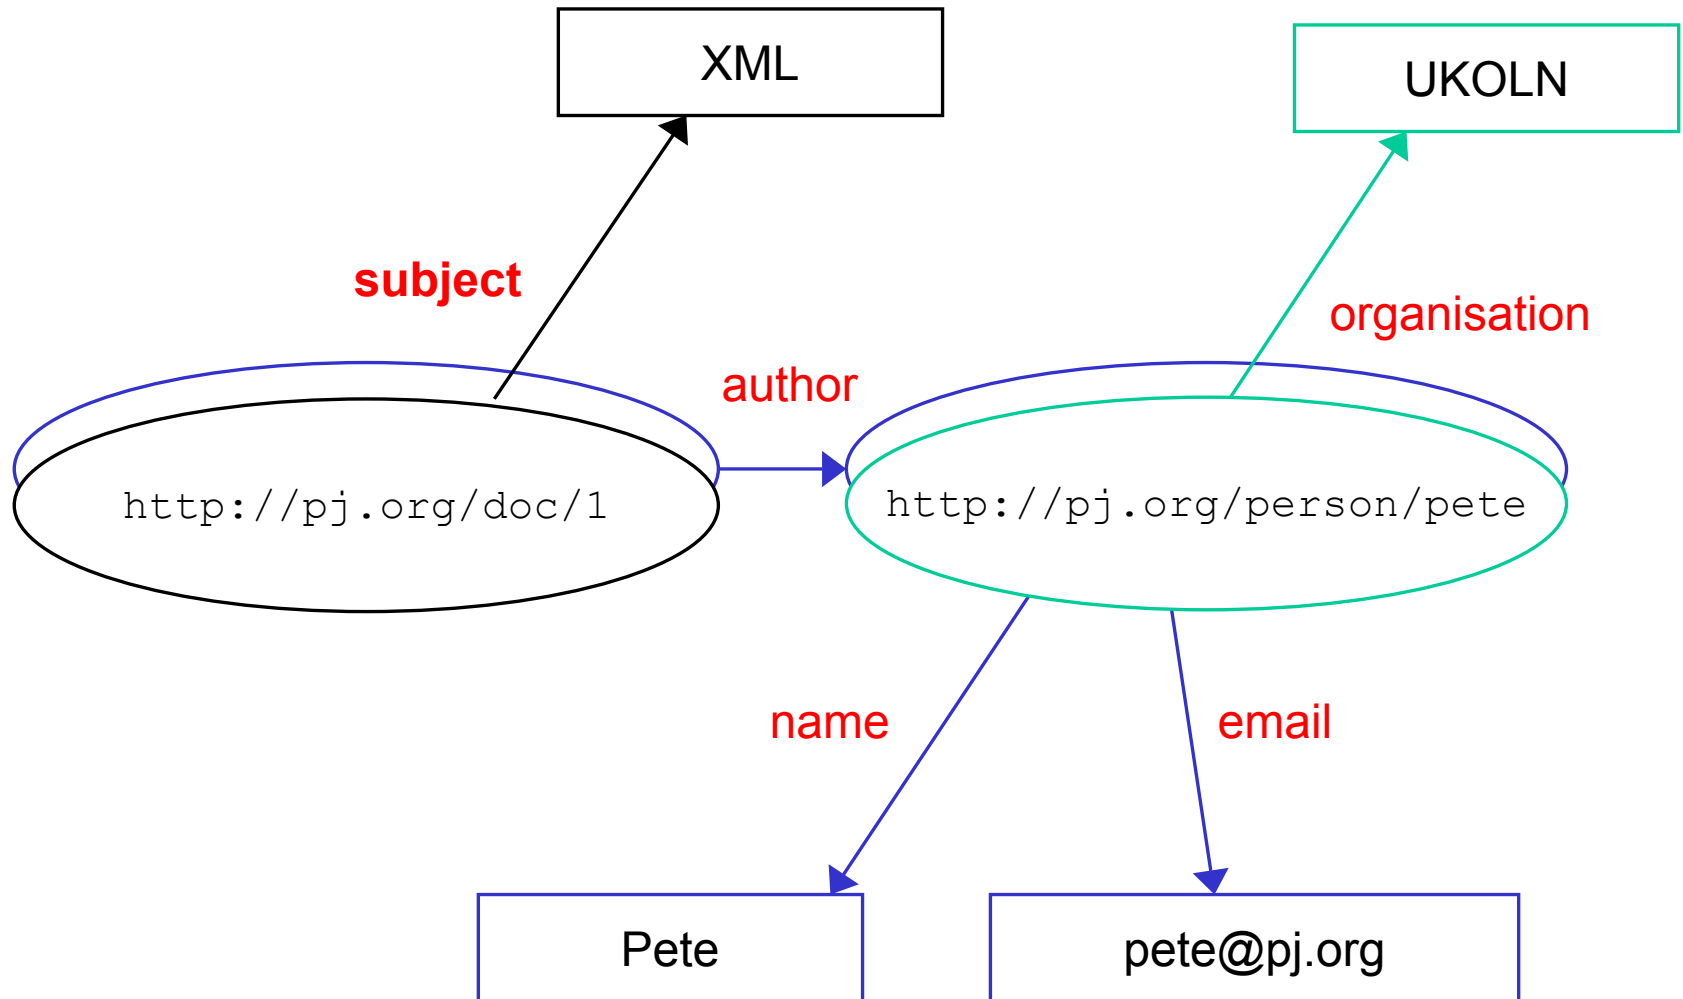 XML
UKOLN
subject
organisation
author
http://pj.org/doc/1
http://pj.org/person/pete
name
email
Pete
pete@pj.org